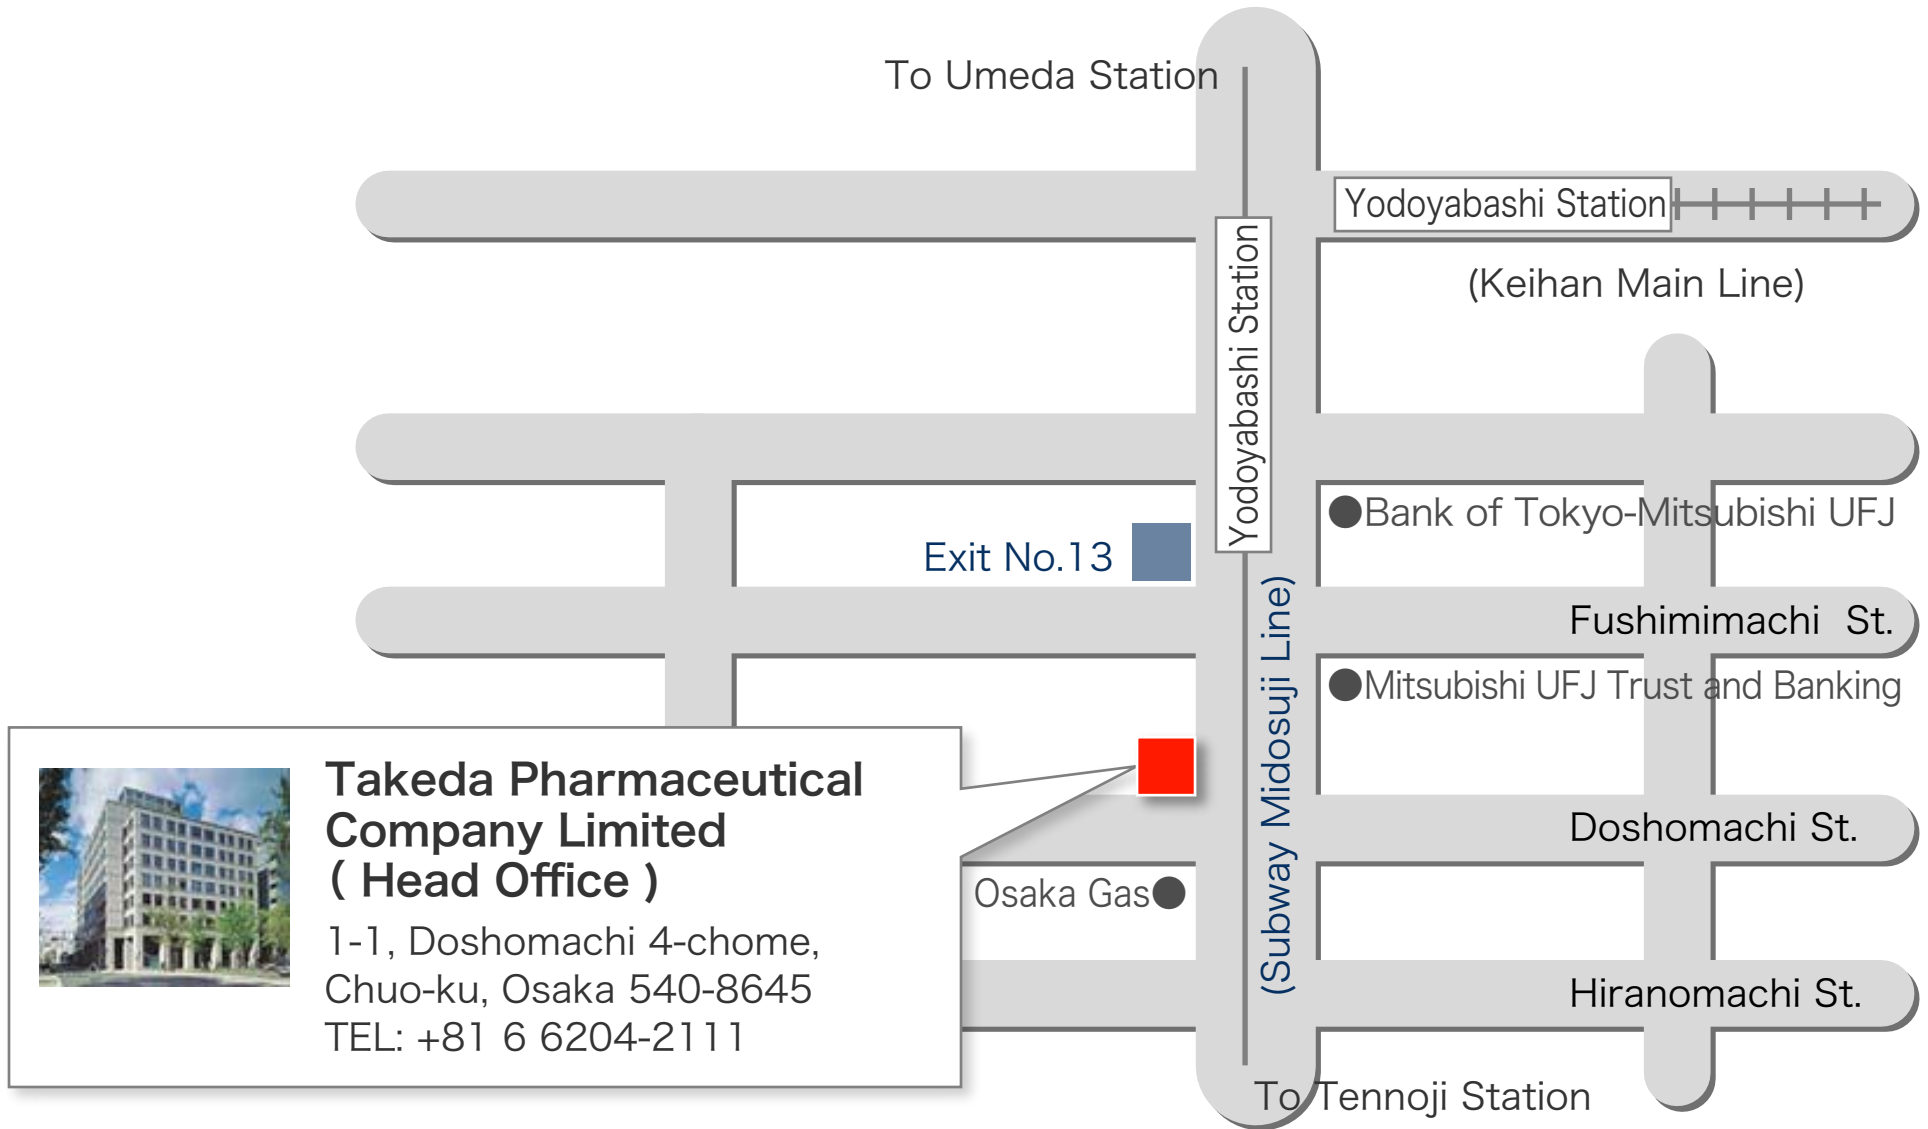 To Umeda Station
Yodoyabashi Station
Yodoyabashi Station
(Keihan Main Line)
Bank of Tokyo-Mitsubishi UFJ
Exit No.13
(Subway Midosuji Line)
Fushimimachi St.
Mitsubishi UFJ Trust and Banking
Takeda Pharmaceutical
Company Limited
( Head Office )
1-1, Doshomachi 4-chome,
Chuo-ku, Osaka 540-8645
TEL: +81 6 6204-2111
Doshomachi St.
Osaka Gas
Hiranomachi St.
To Tennoji Station